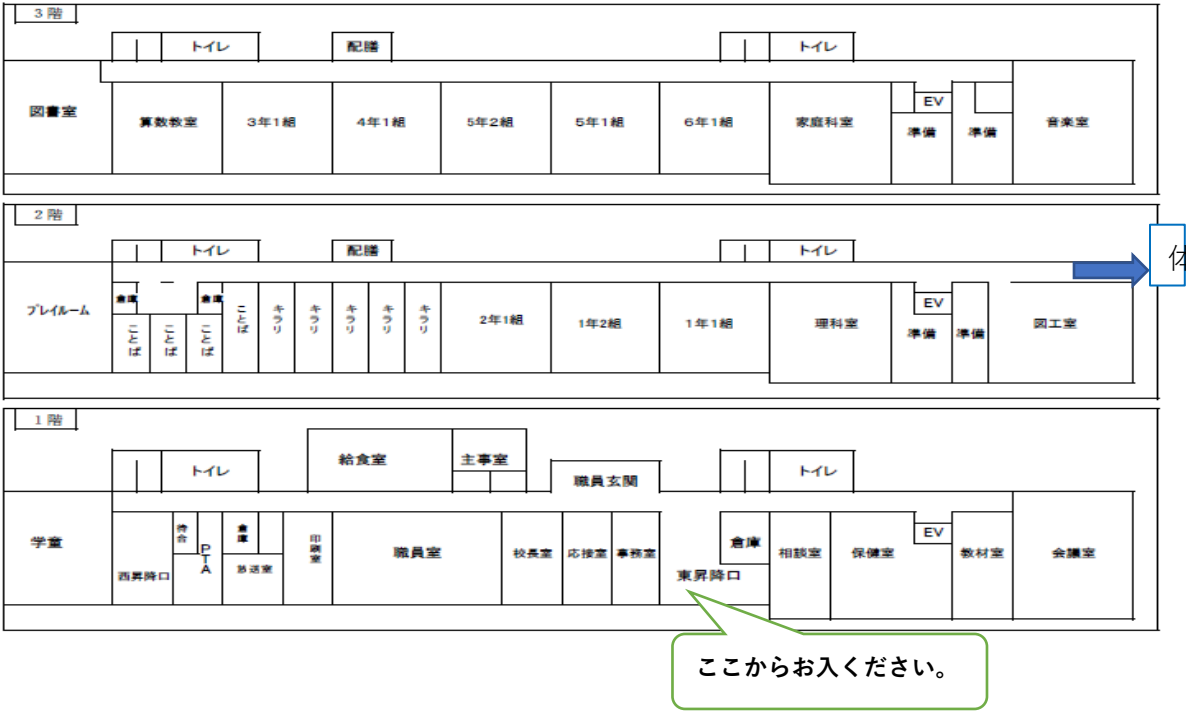 3階
トイレ
配膳
トイレ
図書室
算数教室
3年1組
4年1組
5年2組
5年1組
6年1組
家庭科室
EV
準備
準備
音楽室
2階
トイレ
配膳
トイレ
体
プレイルーム
倉庫
倉庫
ことば
ことば
ことば
ことば
キラリ
キラリ
キラリ
キラリ
キラリ
2年1組
1年2組
1年1組
理科室
EV
準備
準備
図工室
1階
トイレ
給食室
主事室
職員玄関
トイレ
学童
西昇降口
待合
PTA
倉庫
放送室
印刷室
職員室
校長室
応接室
事務室
倉庫
東昇降口
相談室
保健室
EV
教材室
会議室
ここからお入ください。